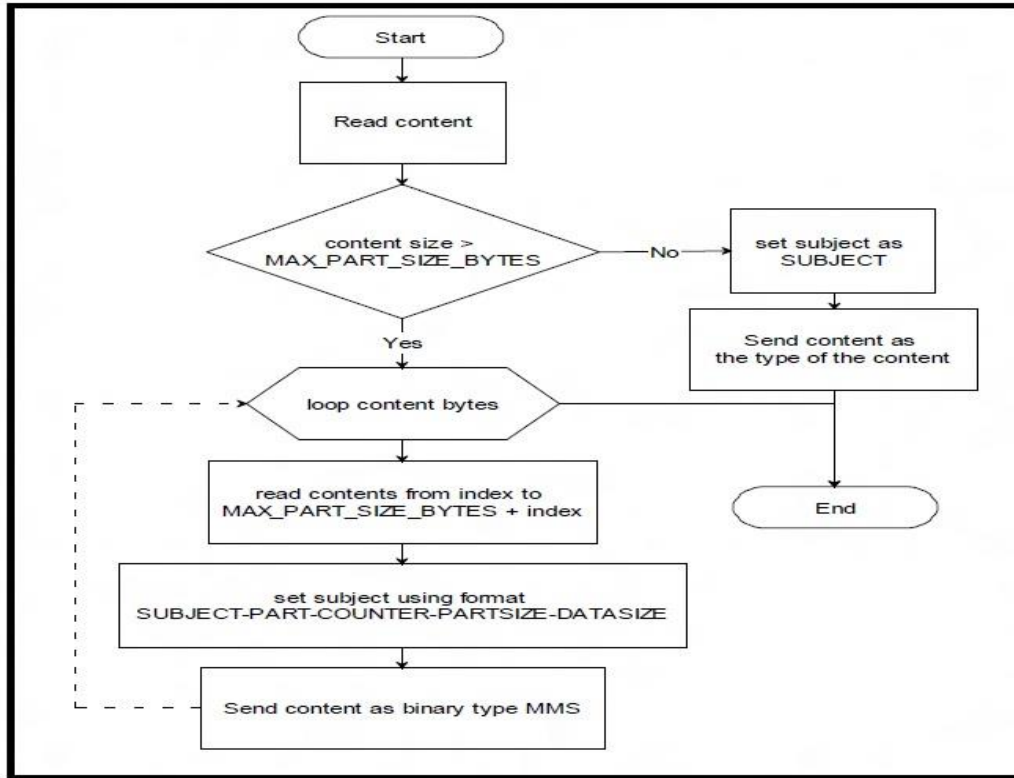 Start
Read content
content size >
MAX_PART_SIZE_BYTES
No
set subject as
SUBJECT
Send content as
the type of the content
Yes
loop content bytes
read contents from index to
MAX_PART_SIZE_BYTES + index
End
set subject using format
SUBJECT-PART-COUNTER-PARTSIZE-DATASIZE
Send content as binary type MMS